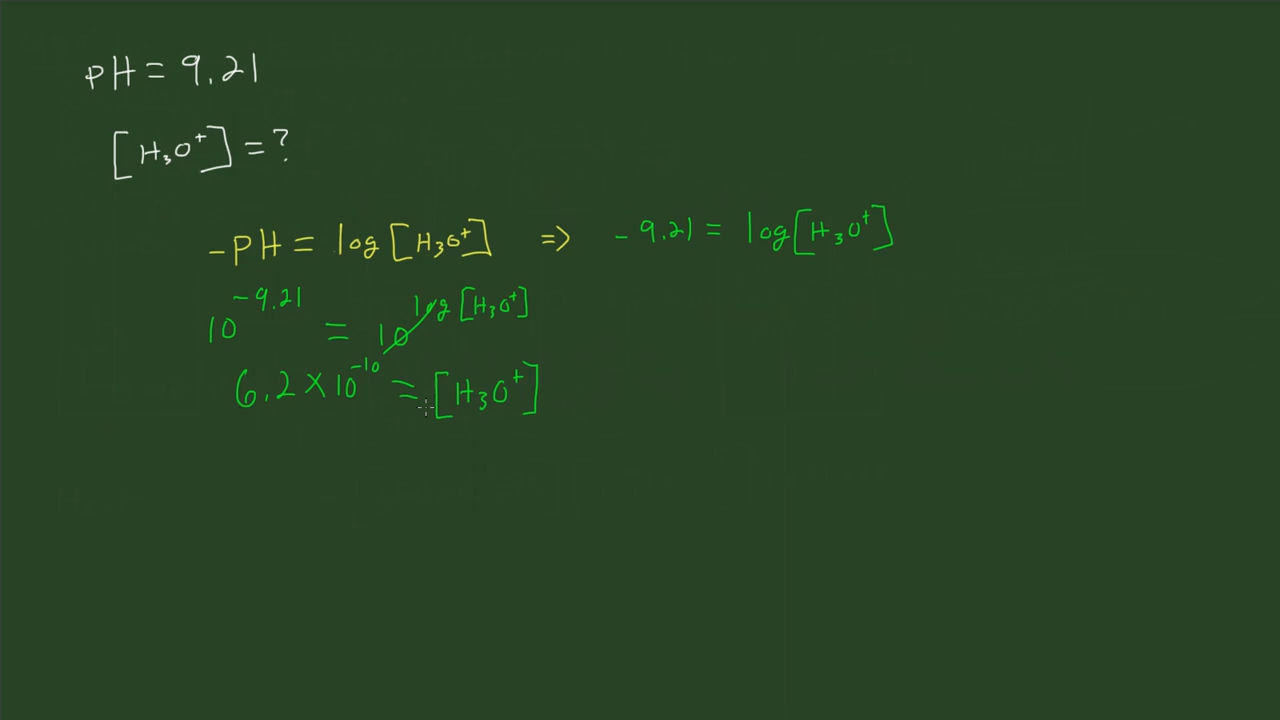 pH = 9.21
[H₃O⁺] = ?
-PH = log[H₃O⁺] ⇒ -9.21 = log[H₃O⁺]
10^-9.21 = 10^log[H₃O⁺]
6.2 × 10^-10 = [H₃O⁺]